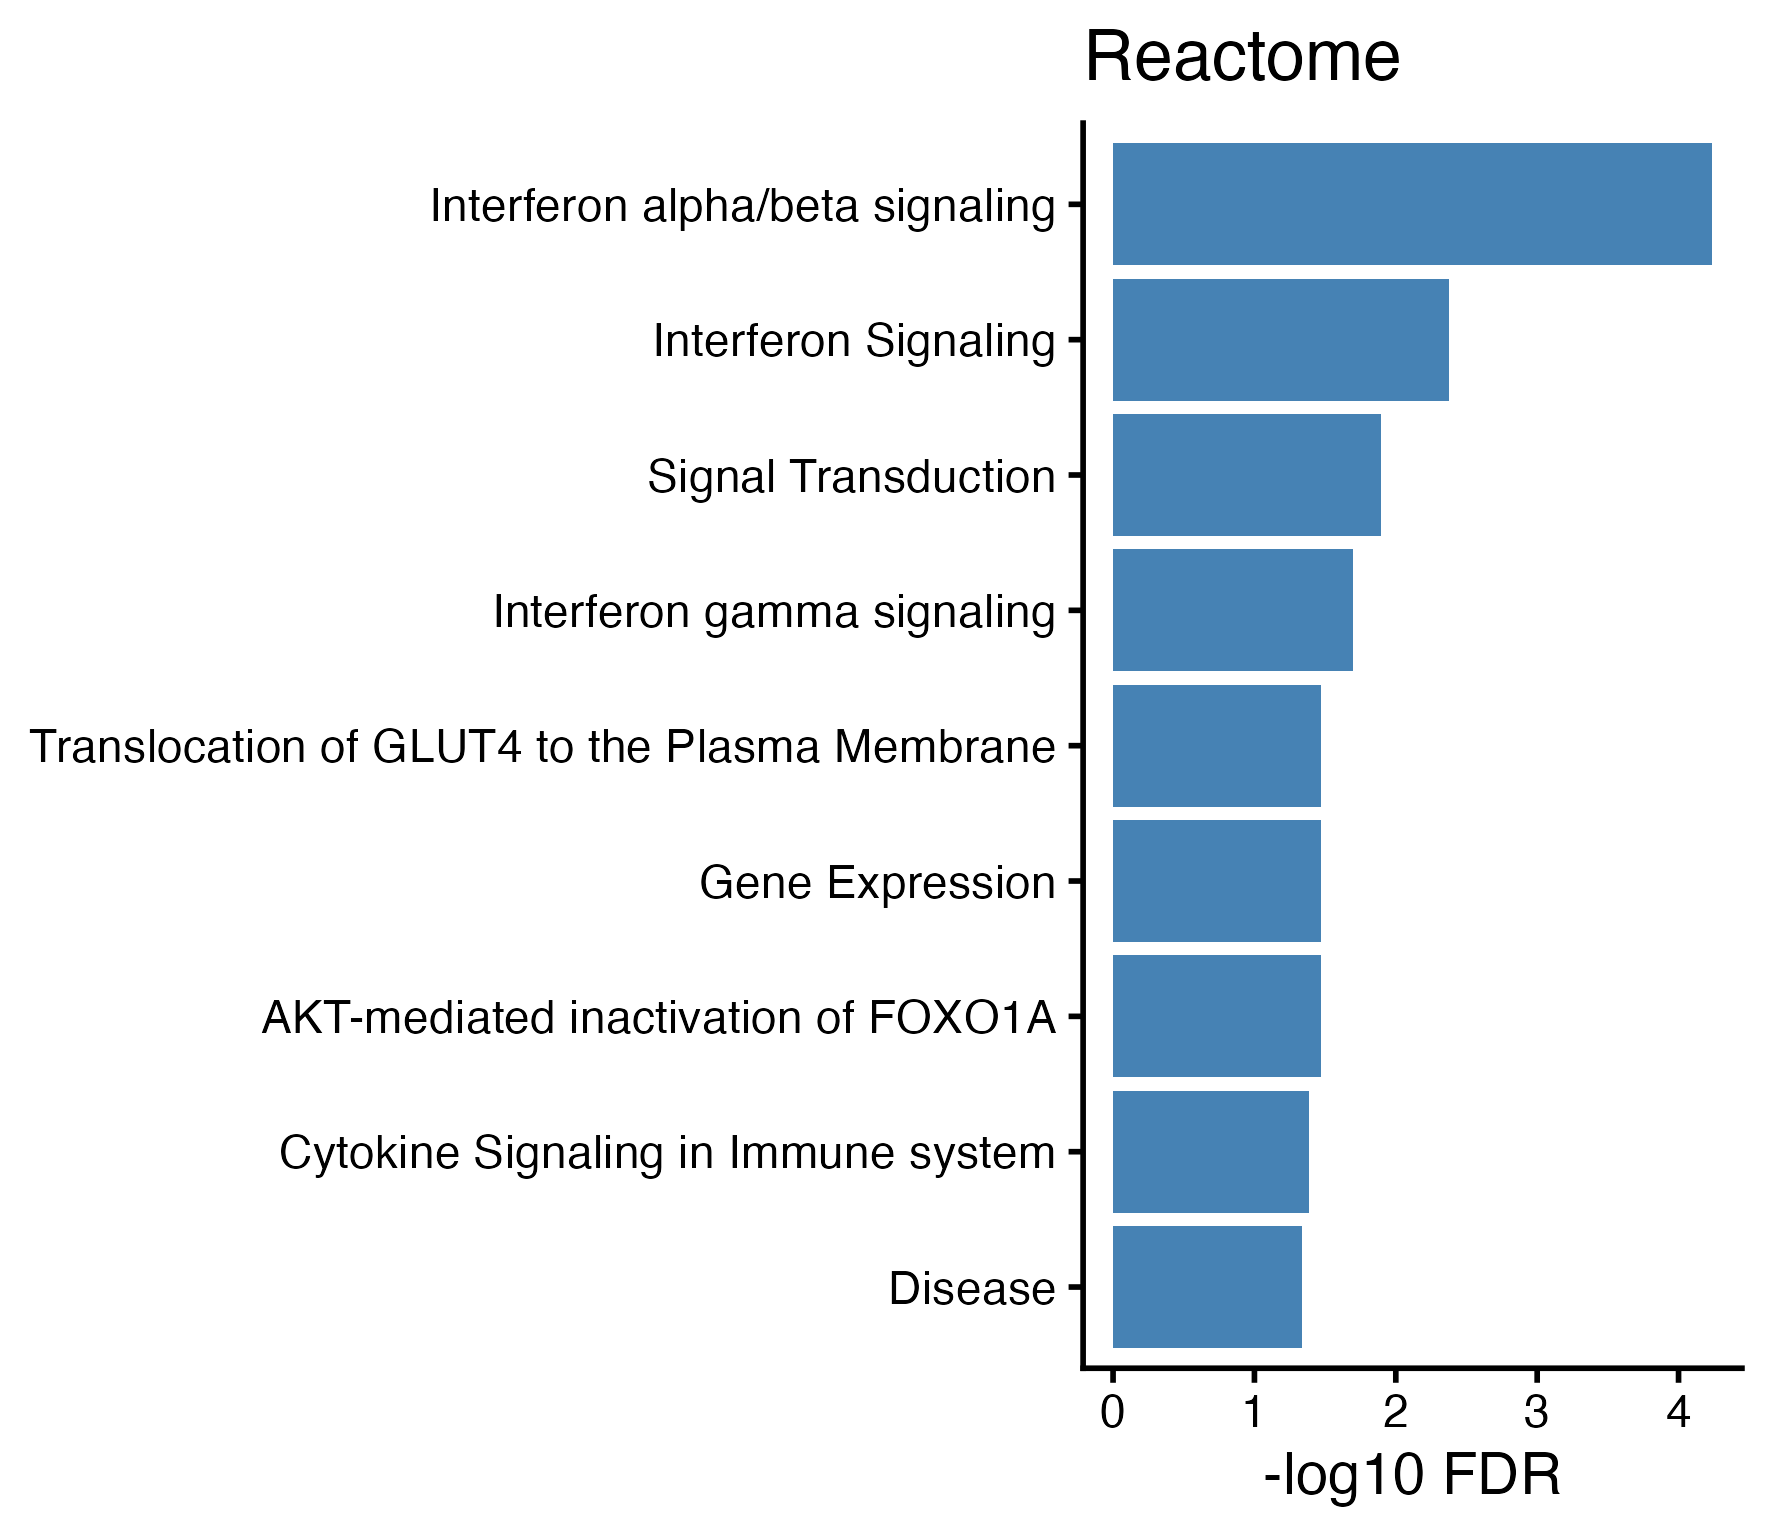 Reactome
Interferon alpha/beta signaling
Interferon Signaling
Signal Transduction
Interferon gamma signaling
Translocation of GLUT4 to the Plasma Membrane
Gene Expression
AKT-mediated inactivation of FOXO1A
Cytokine Signaling in Immune system
Disease
0 1 2 3 4
-log10 FDR